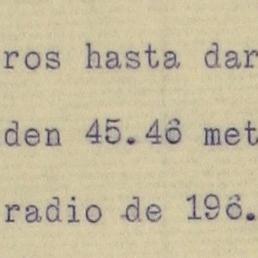 ros hasta dar
den 45.46 met
radio de 196.